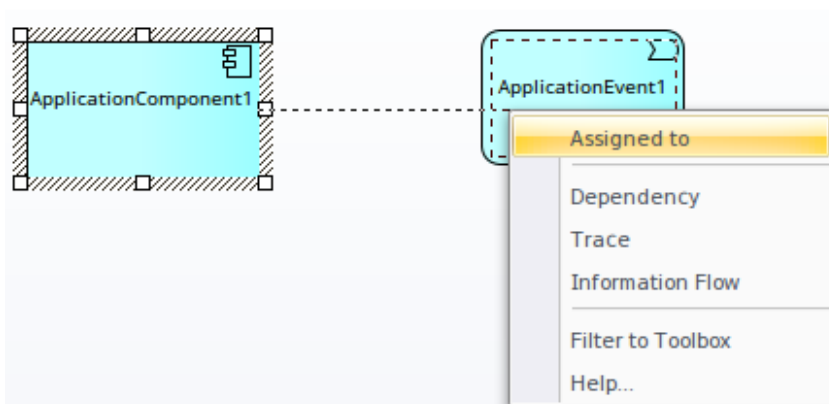 ApplicationComponent1
ApplicationEvent1
Assigned to
Dependency
Trace
Information Flow
Filter to Toolbox
Help...